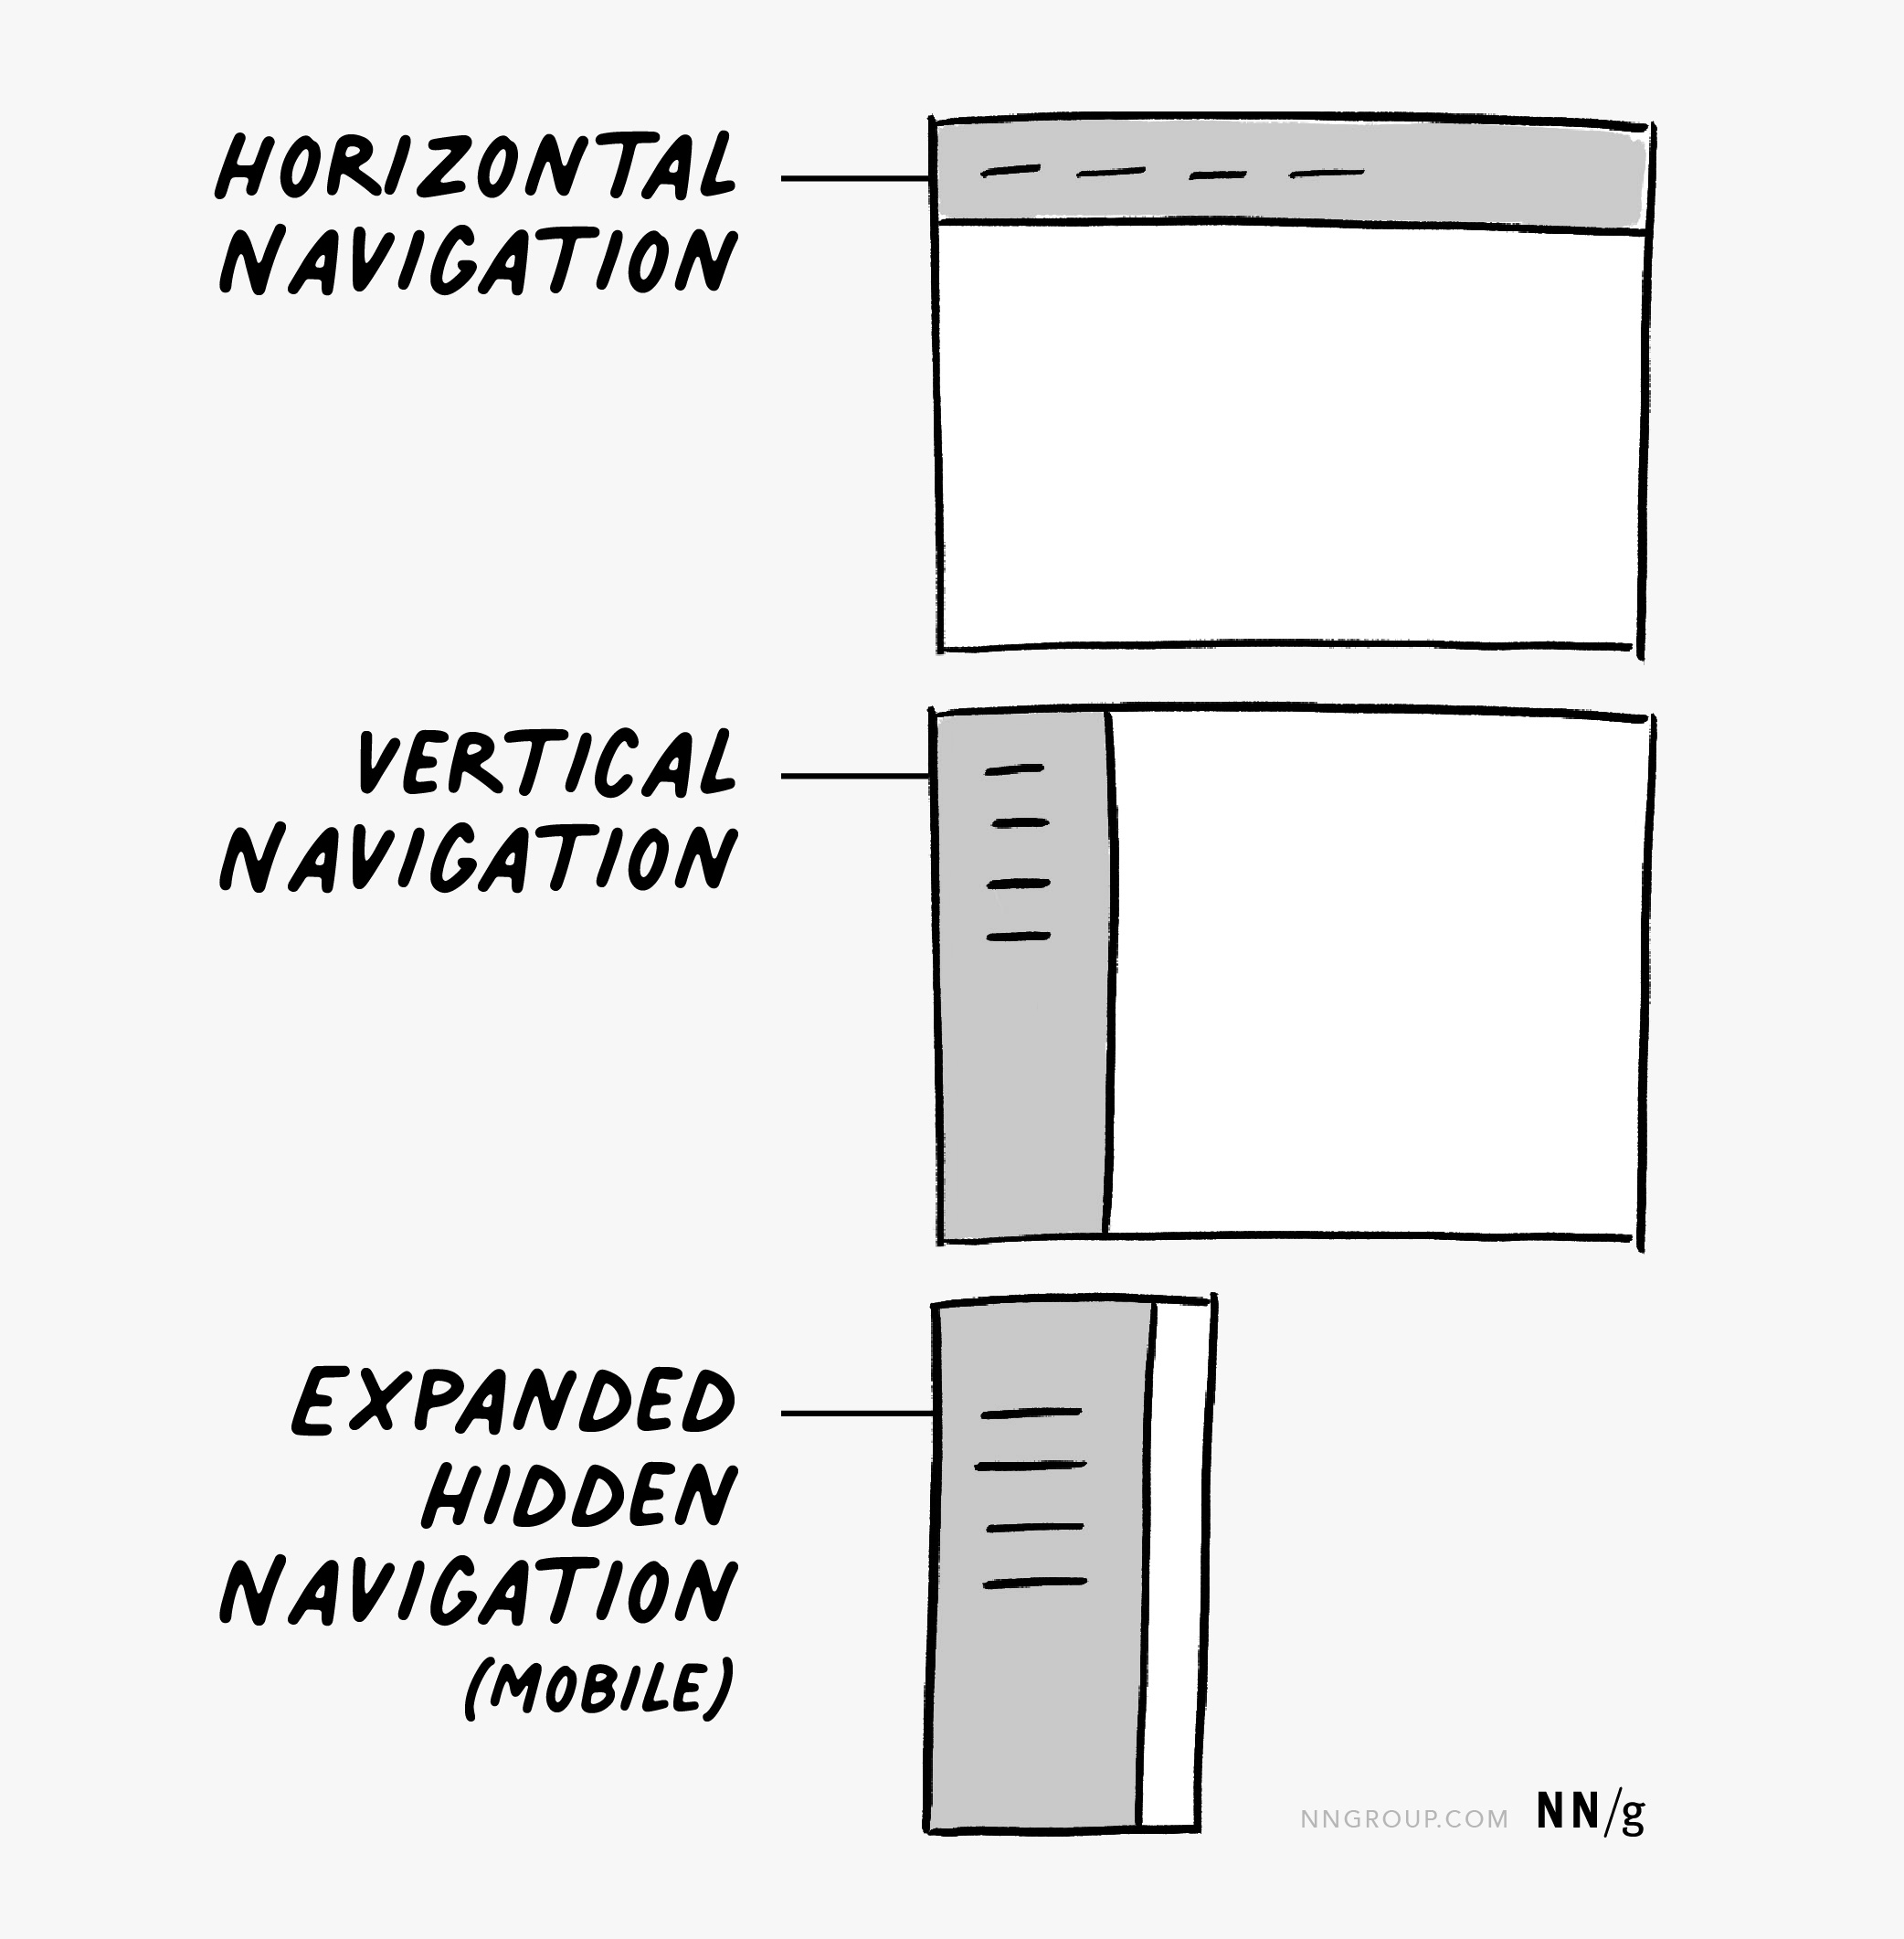 HORIZONTAL
NAVIGATION
VERTICAL
NAVIGATION
EXPANDED
HIDDEN
NAVIGATION
(MOBILE)
NNGROUP.COM NN/g